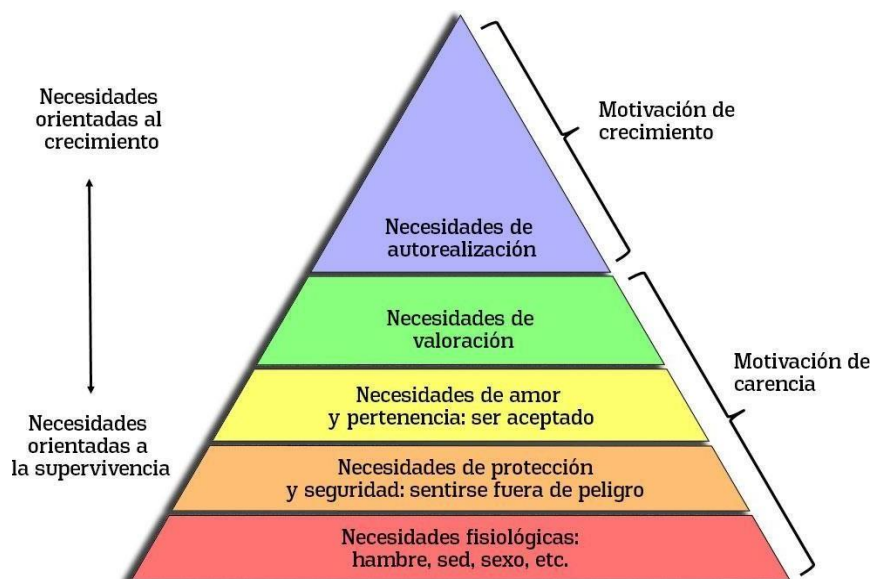 Necesidades
orientadas al
crecimiento
Motivación de
crecimiento
Necesidades de
autorealización
Necesidades de
valoración
Motivación de
carencia
Necesidades de amor
y pertenencia: ser aceptado
Necesidades
orientadas a
la supervivencia
Necesidades de protección
y seguridad: sentirse fuera de peligro
Necesidades fisiológicas:
hambre, sed, sexo, etc.